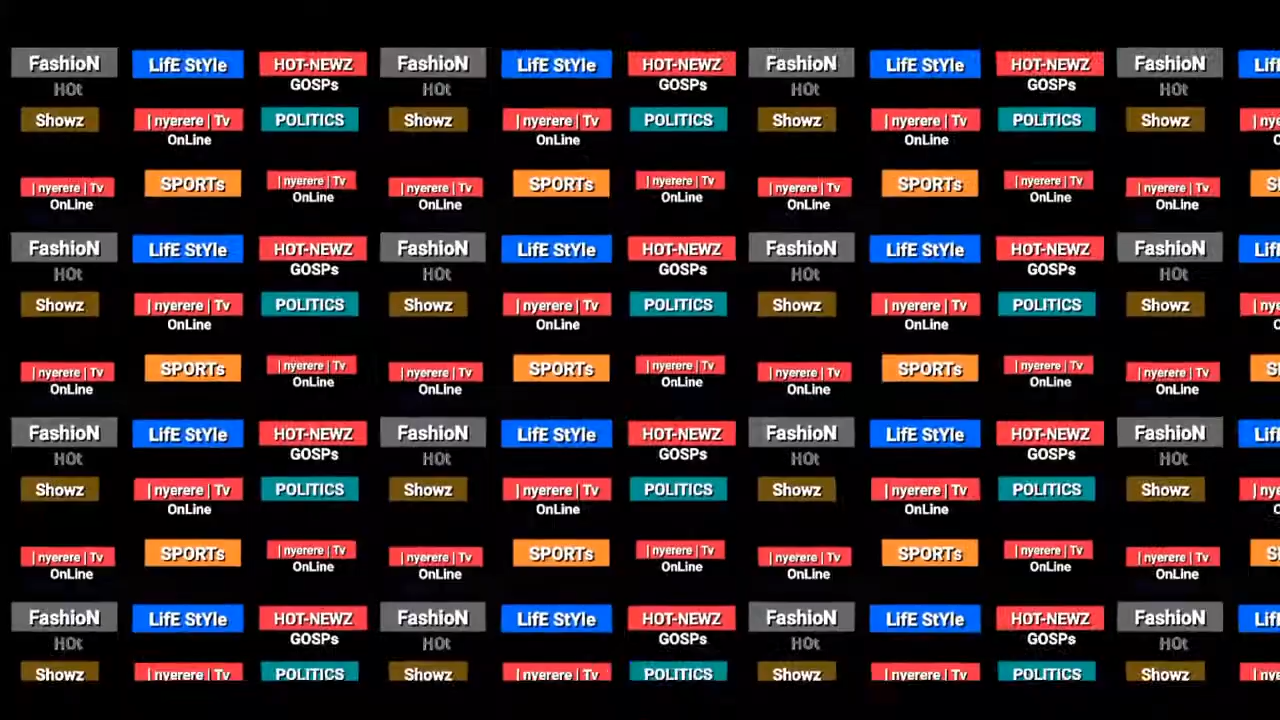 FashioN LifE StYle HOT-NEWZ FashioN LifE StYle HOT-NEWZ FashioN LifE StYle HOT-NEWZ FashioN Lif
HOt GOSPs HOt GOSPs HOt GOSPs HOt
Showz | nyerere | Tv POLITICS Showz | nyerere | Tv POLITICS Showz | nyerere | Tv POLITICS Showz | nye
OnLine OnLine OnLine
| nyerere | Tv SPORTs | nyerere | Tv | nyerere | Tv SPORTs | nyerere | Tv | nyerere | Tv SPORTs | nyerere | Tv | nyerere | Tv S
OnLine OnLine OnLine OnLine OnLine OnLine OnLine
FashioN LifE StYle HOT-NEWZ FashioN LifE StYle HOT-NEWZ FashioN LifE StYle HOT-NEWZ FashioN Lif
HOt GOSPs HOt GOSPs HOt GOSPs HOt
Showz | nyerere | Tv POLITICS Showz | nyerere | Tv POLITICS Showz | nyerere | Tv POLITICS Showz | nye
OnLine OnLine OnLine
| nyerere | Tv SPORTs | nyerere | Tv | nyerere | Tv SPORTs | nyerere | Tv | nyerere | Tv SPORTs | nyerere | Tv | nyerere | Tv S
OnLine OnLine OnLine OnLine OnLine OnLine OnLine
FashioN LifE StYle HOT-NEWZ FashioN LifE StYle HOT-NEWZ FashioN LifE StYle HOT-NEWZ FashioN Lif
HOt GOSPs HOt GOSPs HOt GOSPs HOt
Showz | nyerere | Tv POLITICS Showz | nyerere | Tv POLITICS Showz | nyerere | Tv POLITICS Showz | nye
OnLine OnLine OnLine
| nyerere | Tv SPORTs | nyerere | Tv | nyerere | Tv SPORTs | nyerere | Tv | nyerere | Tv SPORTs | nyerere | Tv | nyerere | Tv S
OnLine OnLine OnLine OnLine OnLine OnLine OnLine
FashioN LifE StYle HOT-NEWZ FashioN LifE StYle HOT-NEWZ FashioN LifE StYle HOT-NEWZ FashioN Lif
HOt GOSPs HOt GOSPs HOt GOSPs HOt
Showz | nyerere | Tv POLITICS Showz | nyerere | Tv POLITICS Showz | nyerere | Tv POLITICS Showz | nye